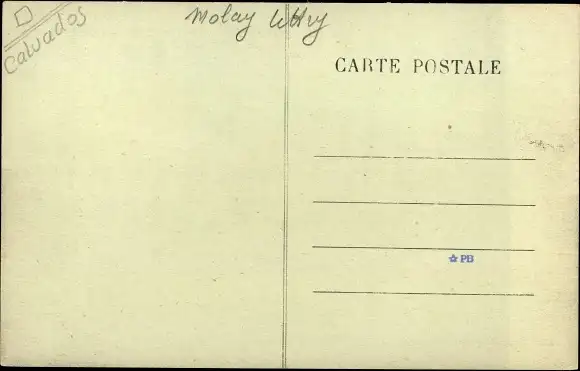 Calvados
Molay Littry
CARTE POSTALE
PB